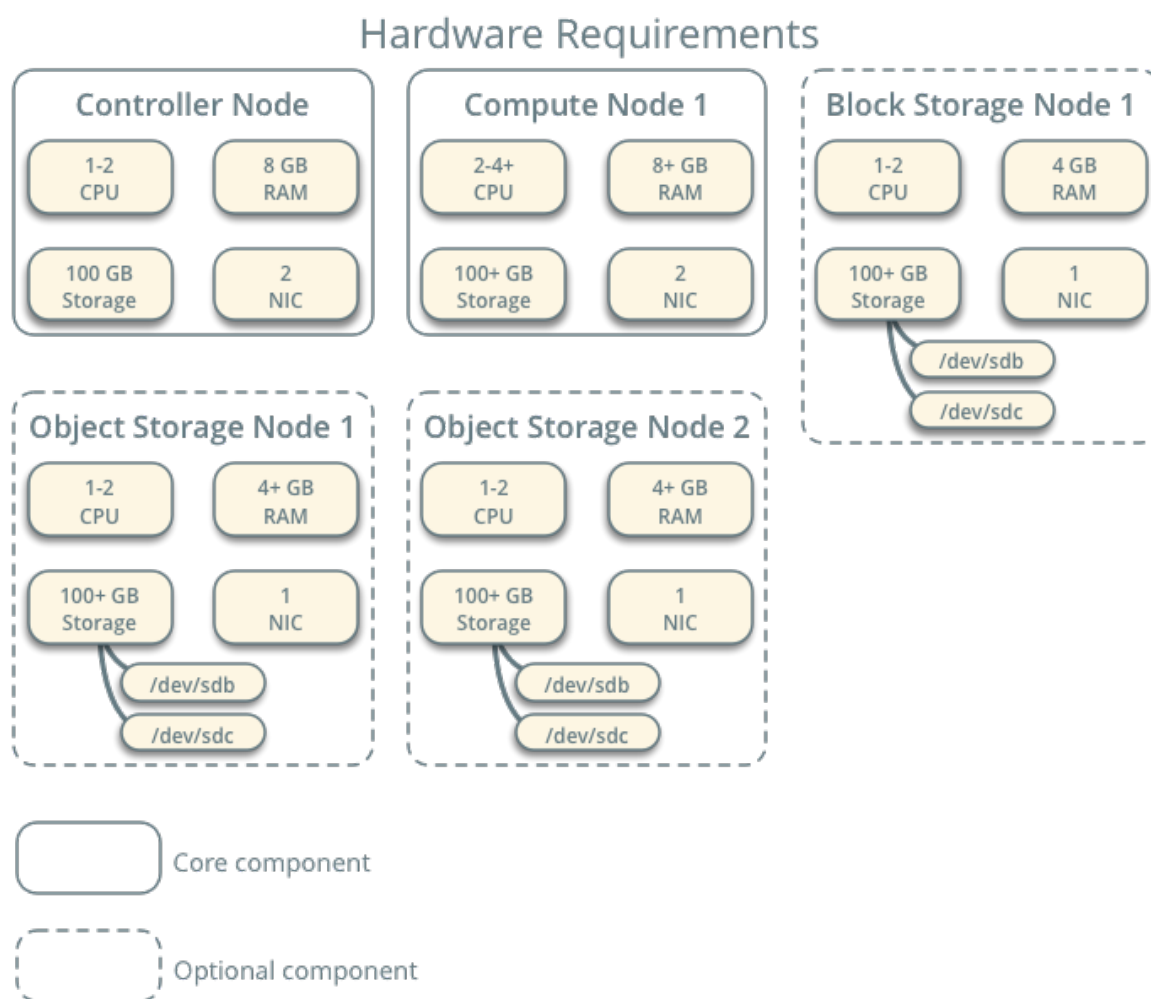 Hardware Requirements
Controller Node
1-2
CPU
8 GB
RAM
100 GB
Storage
2
NIC
Compute Node 1
2-4+
CPU
8+ GB
RAM
100+ GB
Storage
2
NIC
Block Storage Node 1
1-2
CPU
4 GB
RAM
100+ GB
Storage
1
NIC
/dev/sdb
/dev/sdc
Object Storage Node 1
1-2
CPU
4+ GB
RAM
100+ GB
Storage
1
NIC
/dev/sdb
/dev/sdc
Object Storage Node 2
1-2
CPU
4+ GB
RAM
100+ GB
Storage
1
NIC
/dev/sdb
/dev/sdc
Core component
Optional component